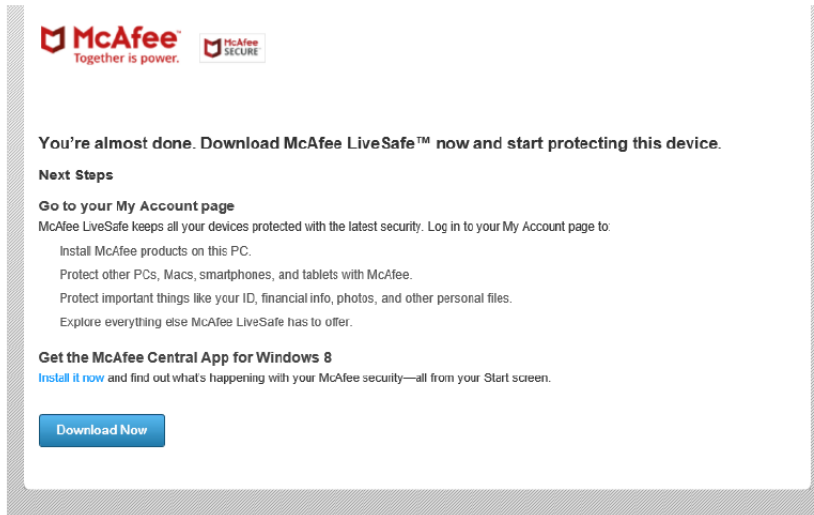 McAfee™
Together is power.
McAfee
SECURE™
You're almost done. Download McAfee LiveSafe™ now and start protecting this device.
Next Steps
Go to your My Account page
McAfee LiveSafe keeps all your devices protected with the latest security. Log in to your My Account page to:
Install McAfee products on this PC.
Protect other PCs, Macs, smartphones, and tablets with McAfee.
Protect important things like your ID, financial info, photos, and other personal files.
Explore everything else McAfee LiveSafe has to offer.
Get the McAfee Central App for Windows 8
Install it now and find out what's happening with your McAfee security—all from your Start screen.
Download Now